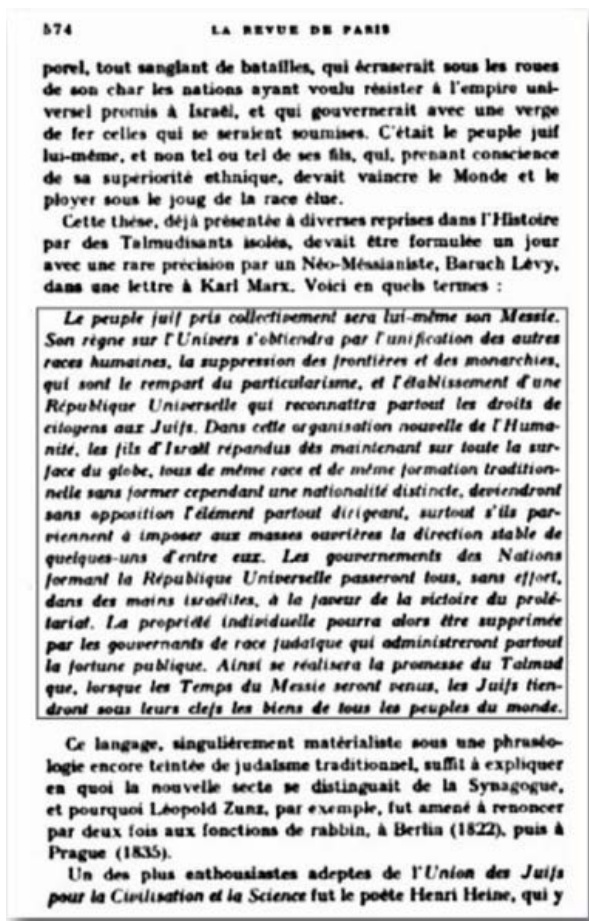 574 LA REVUE DE PARIS
porel, tout sanglant de batailles, qui écraserait sous les roues
de son char les nations ayant voulu résister à l'empire uni-
versel promis à Israël, et qui gouvernerait avec une verge
de fer celles qui se seraient soumises. C'était le peuple juif
lui-même, et non tel ou tel de ses fils, qui, prenant conscience
de sa supériorité ethnique, devait vaincre le Monde et le
ployer sous le joug de la race élue.
Cette thèse, déjà présentée à diverses reprises dans l'Histoire
par des Talmudisants isolés, devait être formulée un jour
avec une rare précision par un Néo-Messianiste, Baruch Lévy,
dans une lettre à Karl Marx. Voici en quels termes :
Le peuple juif pris collectivement sera lui-même son Messie.
Son règne sur l'Univers s'obtiendra par l'unification des autres
races humaines, la suppression des frontières et des monarchies,
qui sont le rempart du particularisme, et l'établissement d'une
République Universelle qui reconnaîtra partout les droits de
citoyens aux Juifs. Dans cette organisation nouvelle de l'Huma-
nité, les fils d'Israël répandus dès maintenant sur toute la sur-
face du globe, tous de même race et de même formation tradition-
nelle sans former cependant une nationalité distincte, deviendront
sans opposition l'élément partout dirigeant, surtout s'ils par-
viennent à imposer aux masses ouvrières la direction stable de
quelques-uns d'entre eux. Les gouvernements des Nations
formant la République Universelle passeront tous, sans effort,
dans des mains israélites, à la faveur de la victoire du prolé-
tariat. La propriété individuelle pourra alors être supprimée
par les gouvernants de race judaïque qui administreront partout
la fortune publique. Ainsi se réalisera la promesse du Talmud
que, lorsque les Temps du Messie seront venus, les Juifs tien-
dront sous leurs clefs les biens de tous les peuples du monde.
Ce langage, singulièrement matérialiste sous une phraséo-
logie encore teintée de judaïsme traditionnel, suffit à expliquer
en quoi la nouvelle secte se distinguait de la Synagogue,
et pourquoi Léopold Zunz, par exemple, fut amené à renoncer
par deux fois aux fonctions de rabbin, à Berlin (1822), puis à
Prague (1835).
Un des plus enthousiastes adeptes de l'Union des Juifs
pour la Civilisation et la Science fut le poète Henri Heine, qui y